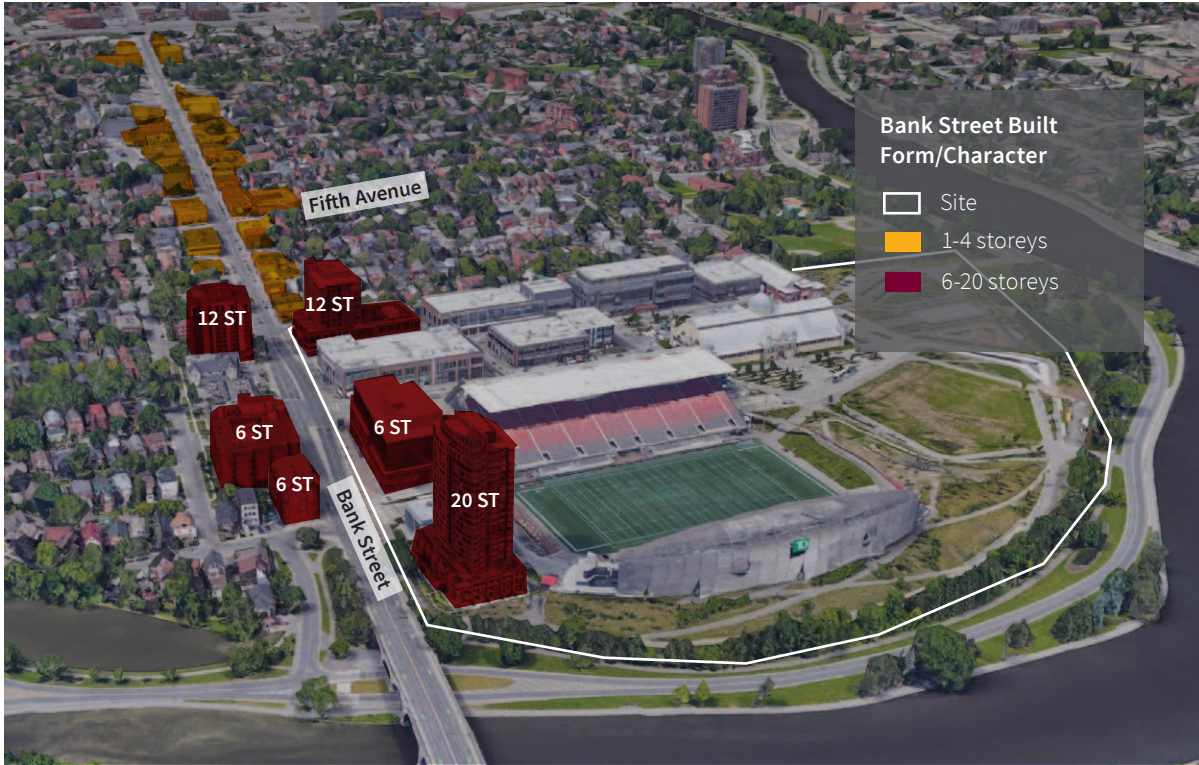 Bank Street Built
Form/Character
Site
1-4 storeys
6-20 storeys
Fifth Avenue
12 ST
12 ST
6 ST
6 ST
6 ST
20 ST
Bank Street
TD